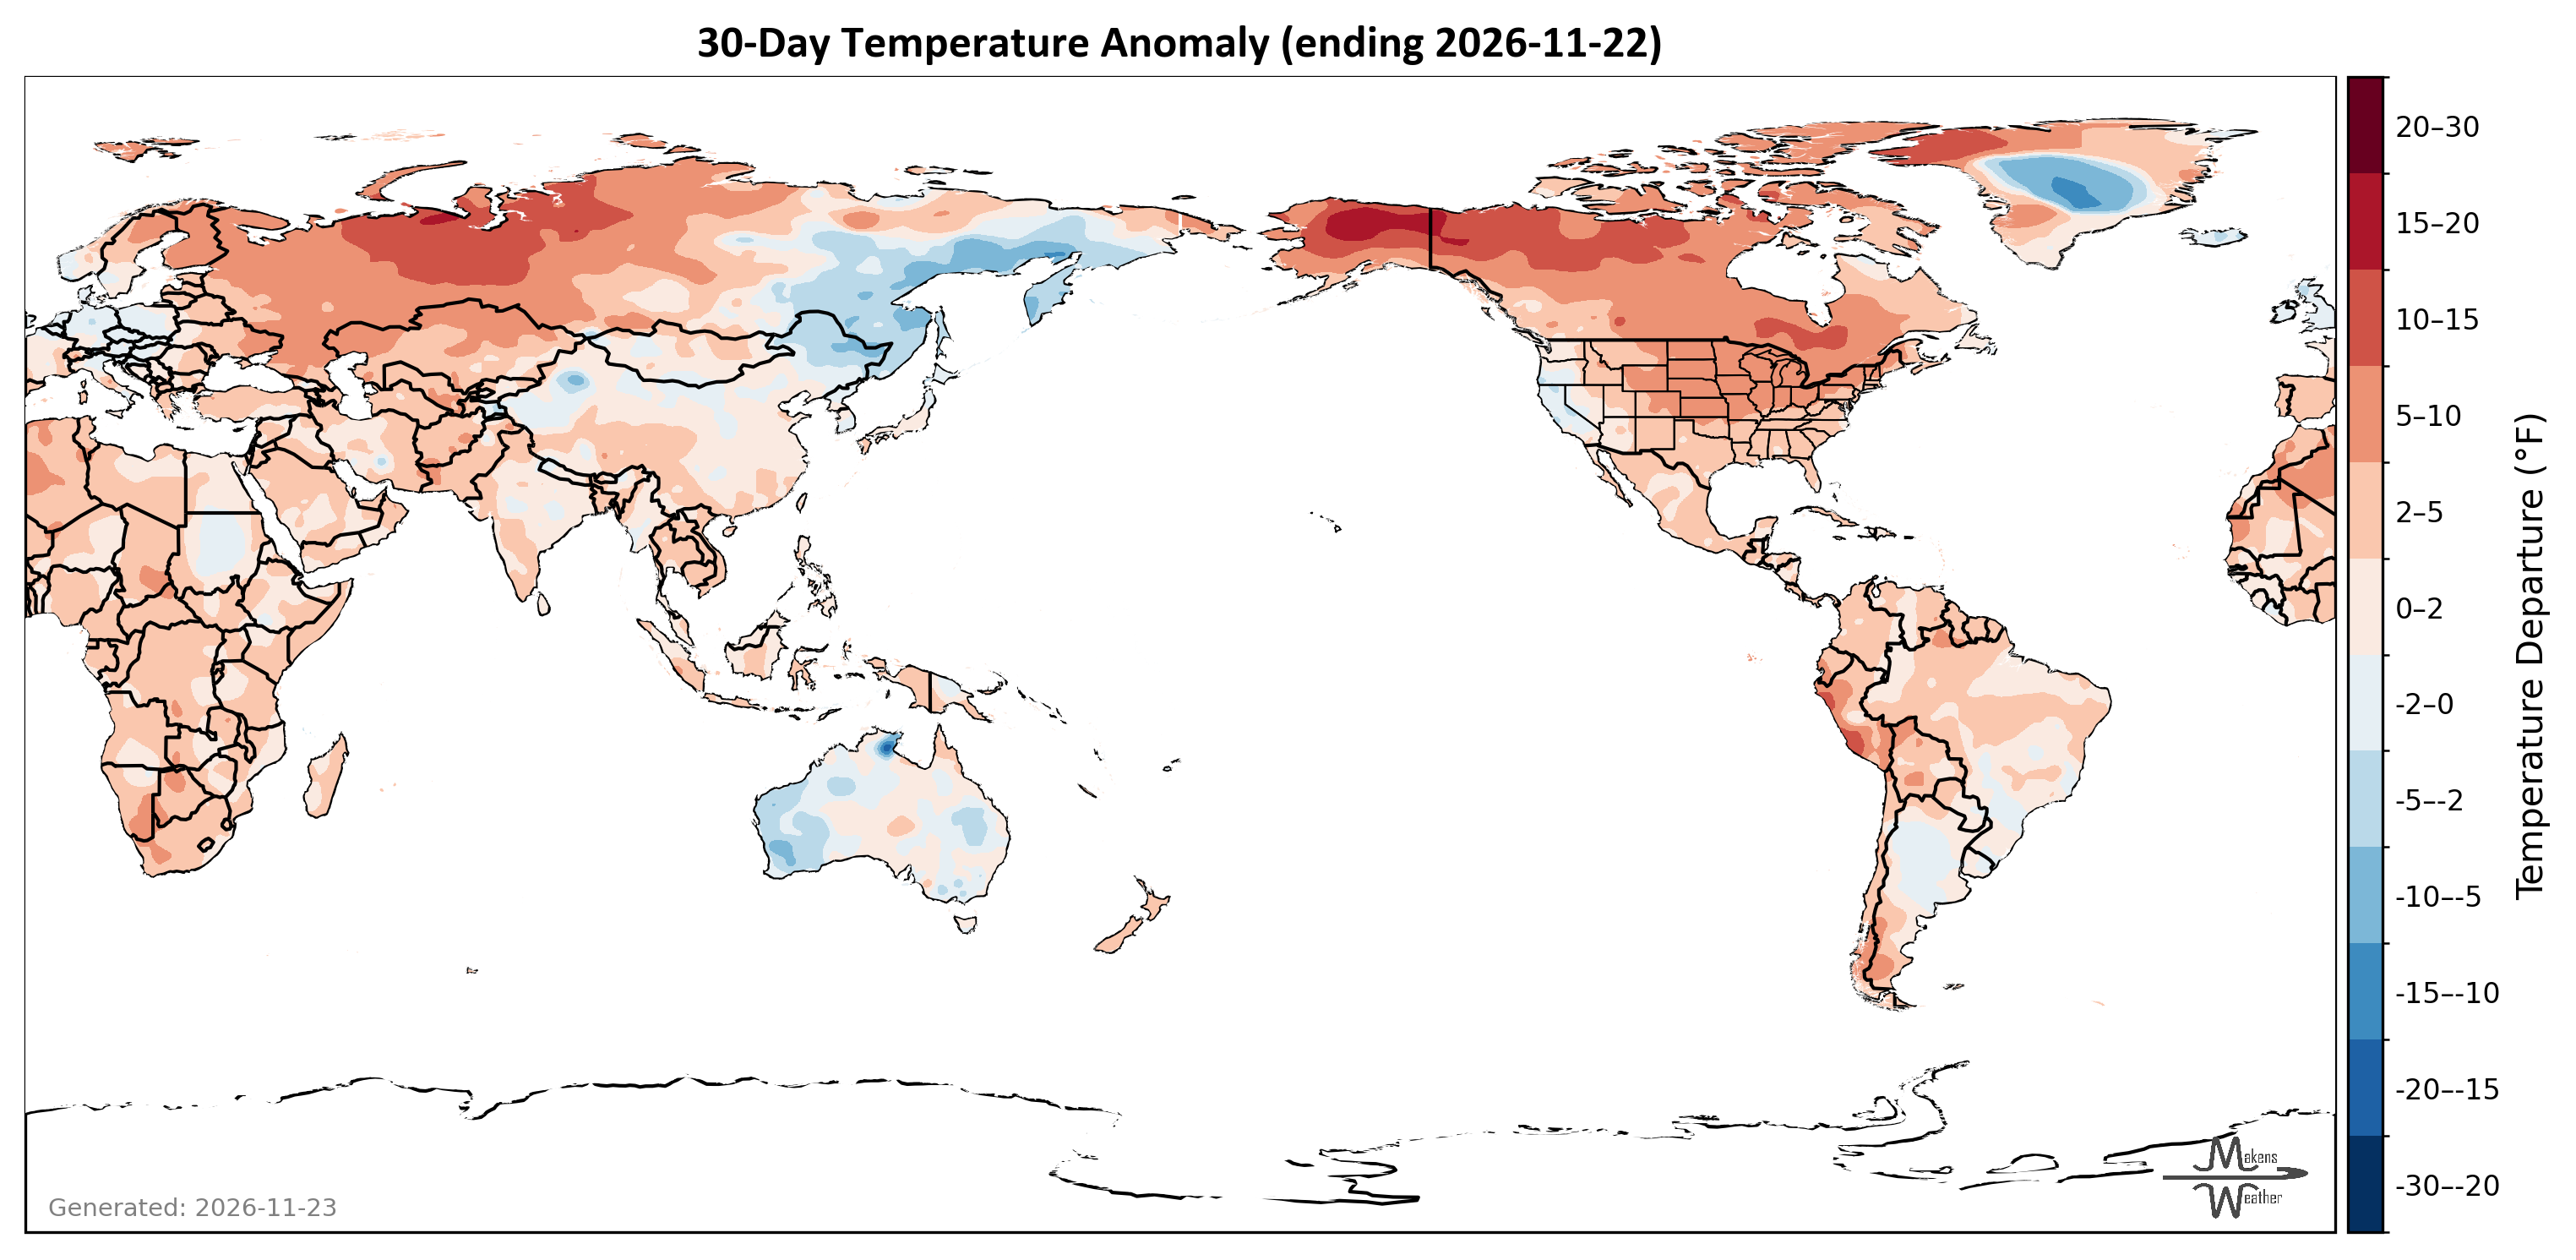 30-Day Temperature Anomaly (ending 2026-11-22)
20–30
15–20
10–15
5–10
2–5
0–2
-2–0
-5–-2
-10–-5
-15–-10
-20–-15
-30–-20
Temperature Departure (°F)
Generated: 2026-11-23
Makens
Weather